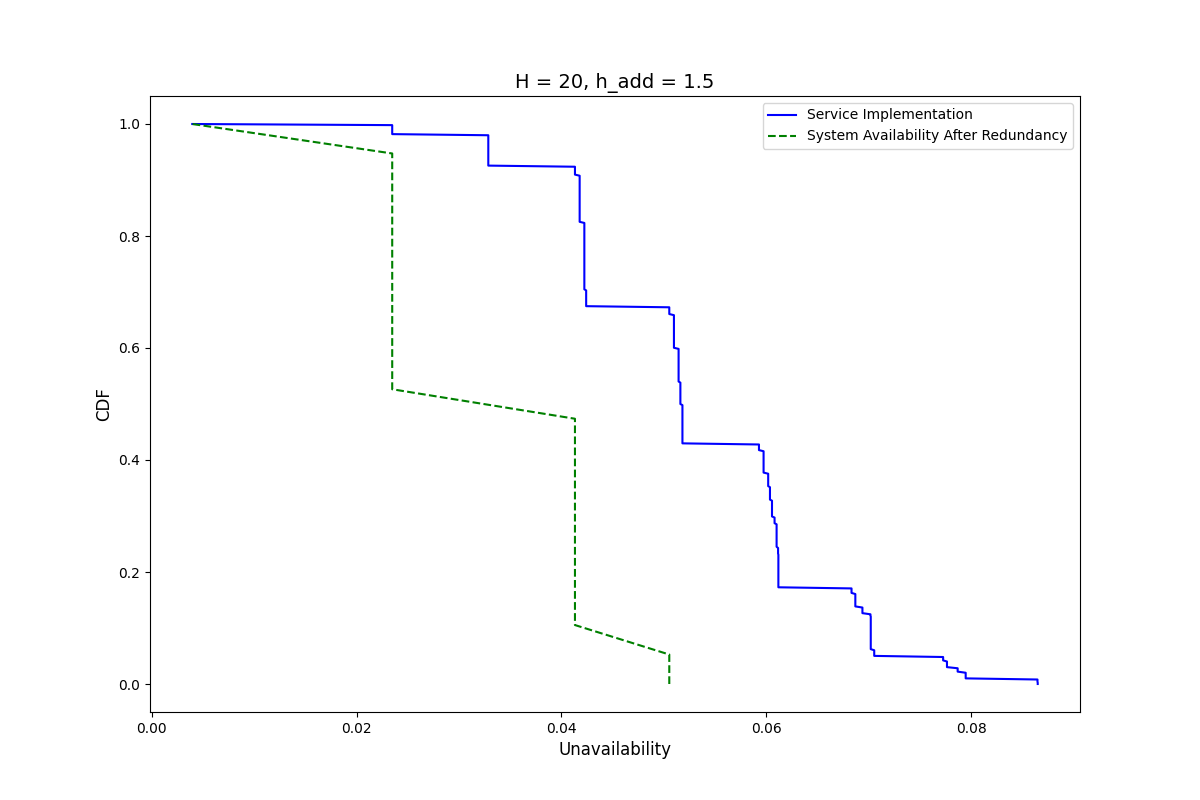 H = 20, h_add = 1.5
Service Implementation
System Availability After Redundancy
CDF
1.0
0.8
0.6
0.4
0.2
0.0
0.00 0.02 0.04 0.06 0.08
Unavailability